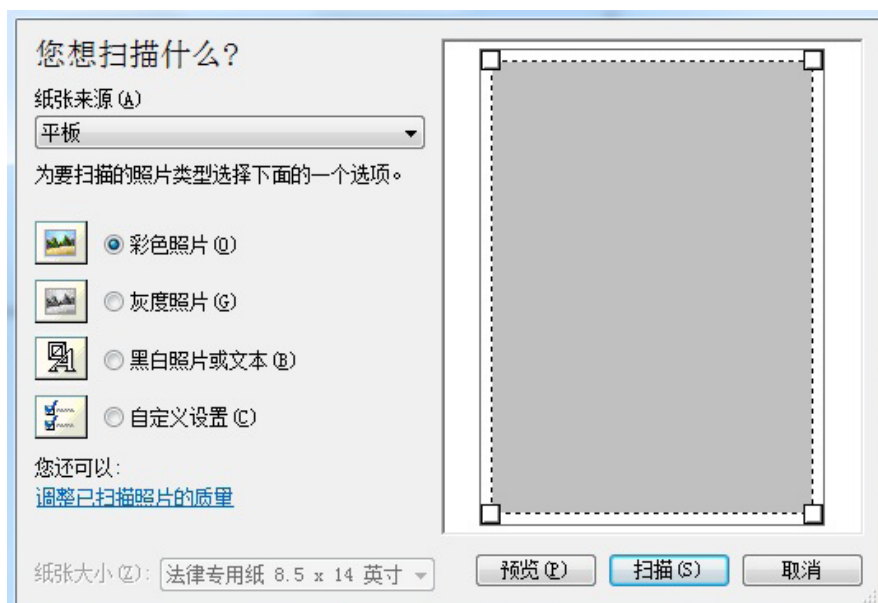 您想扫描什么?
纸张来源(A)
平板
为要扫描的照片类型选择下面的一个选项。
彩色照片(O)
灰度照片(G)
黑白照片或文本(B)
自定义设置(C)
您还可以:
调整已扫描照片的质量
纸张大小(Z): 法律专用纸 8.5 x 14 英寸
预览(P) 扫描(S) 取消